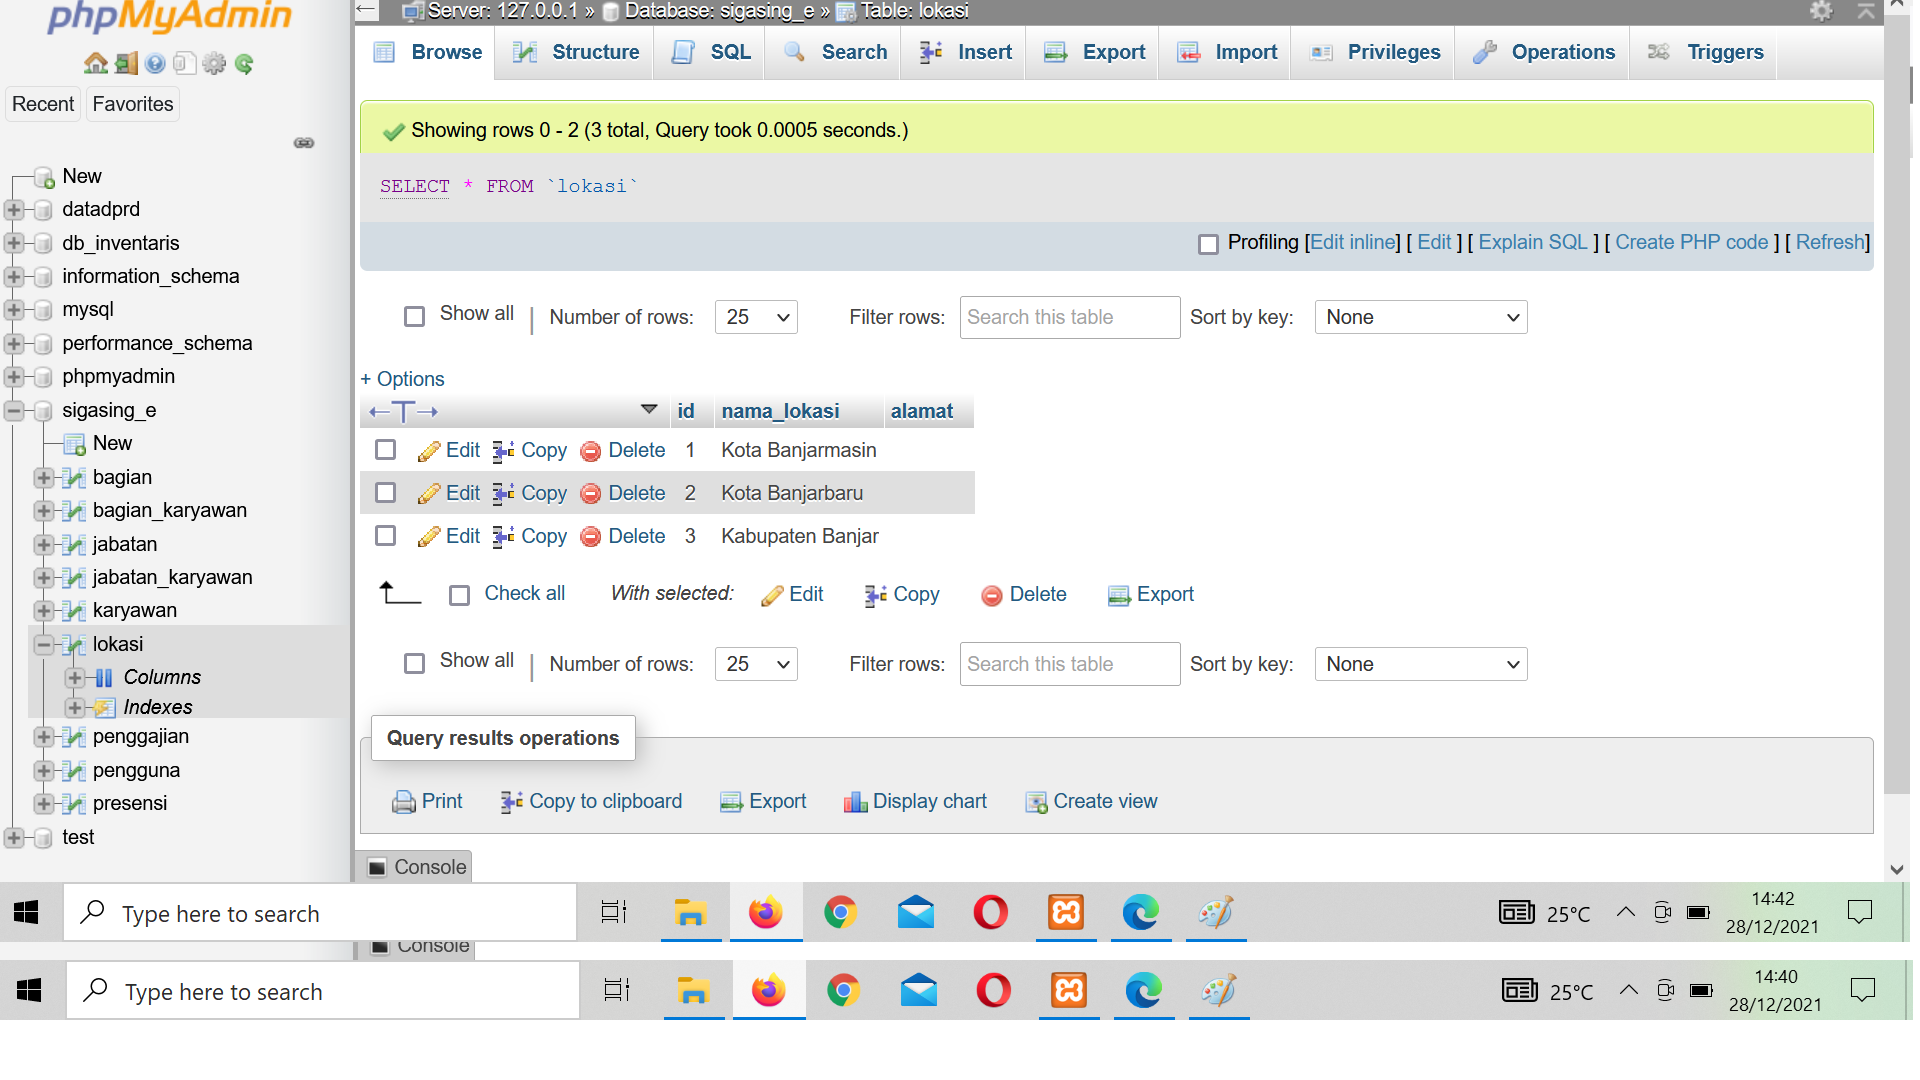 phpMyAdmin
Recent
Favorites
New
datadprd
db_inventaris
information_schema
mysql
performance_schema
phpmyadmin
sigasing_e
New
bagian
bagian_karyawan
jabatan
jabatan_karyawan
karyawan
lokasi
Columns
Indexes
penggajian
pengguna
presensi
test
Server: 127.0.0.1 » Database: sigasing_e » Table: lokasi
Browse Structure SQL Search Insert Export Import Privileges Operations Triggers
Showing rows 0 - 2 (3 total, Query took 0.0005 seconds.)
SELECT * FROM `lokasi`
Profiling [Edit inline] [ Edit ] [ Explain SQL ] [ Create PHP code ] [ Refresh]
Show all | Number of rows: 25 Filter rows: Search this table Sort by key: None
+ Options
←T→ id nama_lokasi alamat
Edit Copy Delete 1 Kota Banjarmasin
Edit Copy Delete 2 Kota Banjarbaru
Edit Copy Delete 3 Kabupaten Banjar
Check all With selected: Edit Copy Delete Export
Show all | Number of rows: 25 Filter rows: Search this table Sort by key: None
Query results operations
Print Copy to clipboard Export Display chart Create view
Console
Type here to search
25°C
14:42
28/12/2021
Console
Type here to search
25°C
14:40
28/12/2021